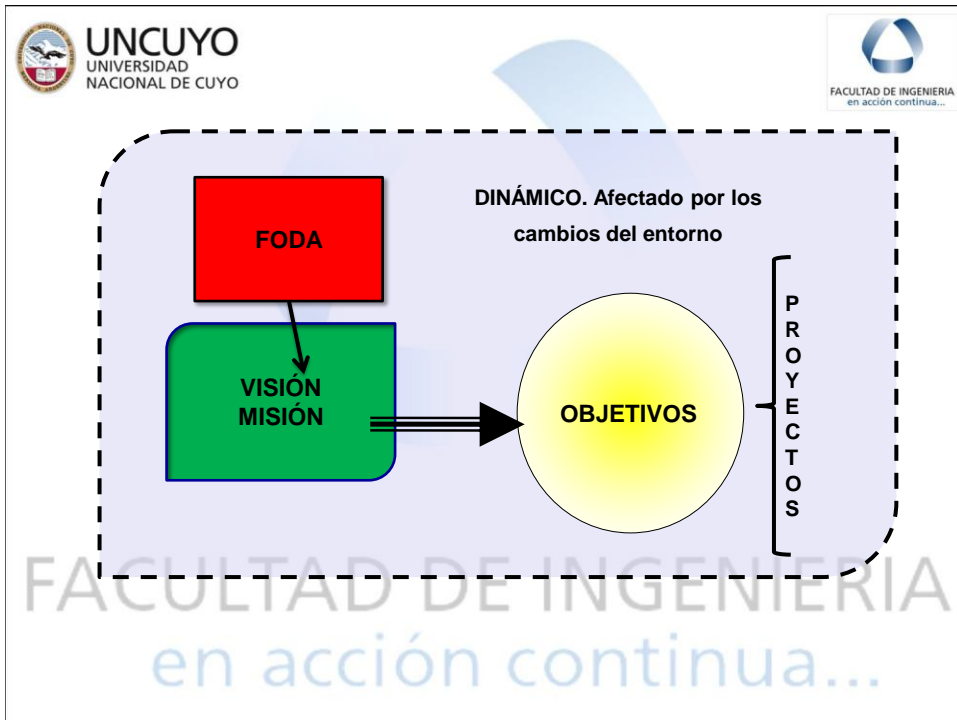 UNCUYO
UNIVERSIDAD
NACIONAL DE CUYO
FACULTAD DE INGENIERIA
en acción continua...
DINÁMICO. Afectado por los
cambios del entorno
FODA
VISIÓN
MISIÓN
OBJETIVOS
PROYECTOS
FACULTAD DE INGENIERIA
en acción continua...